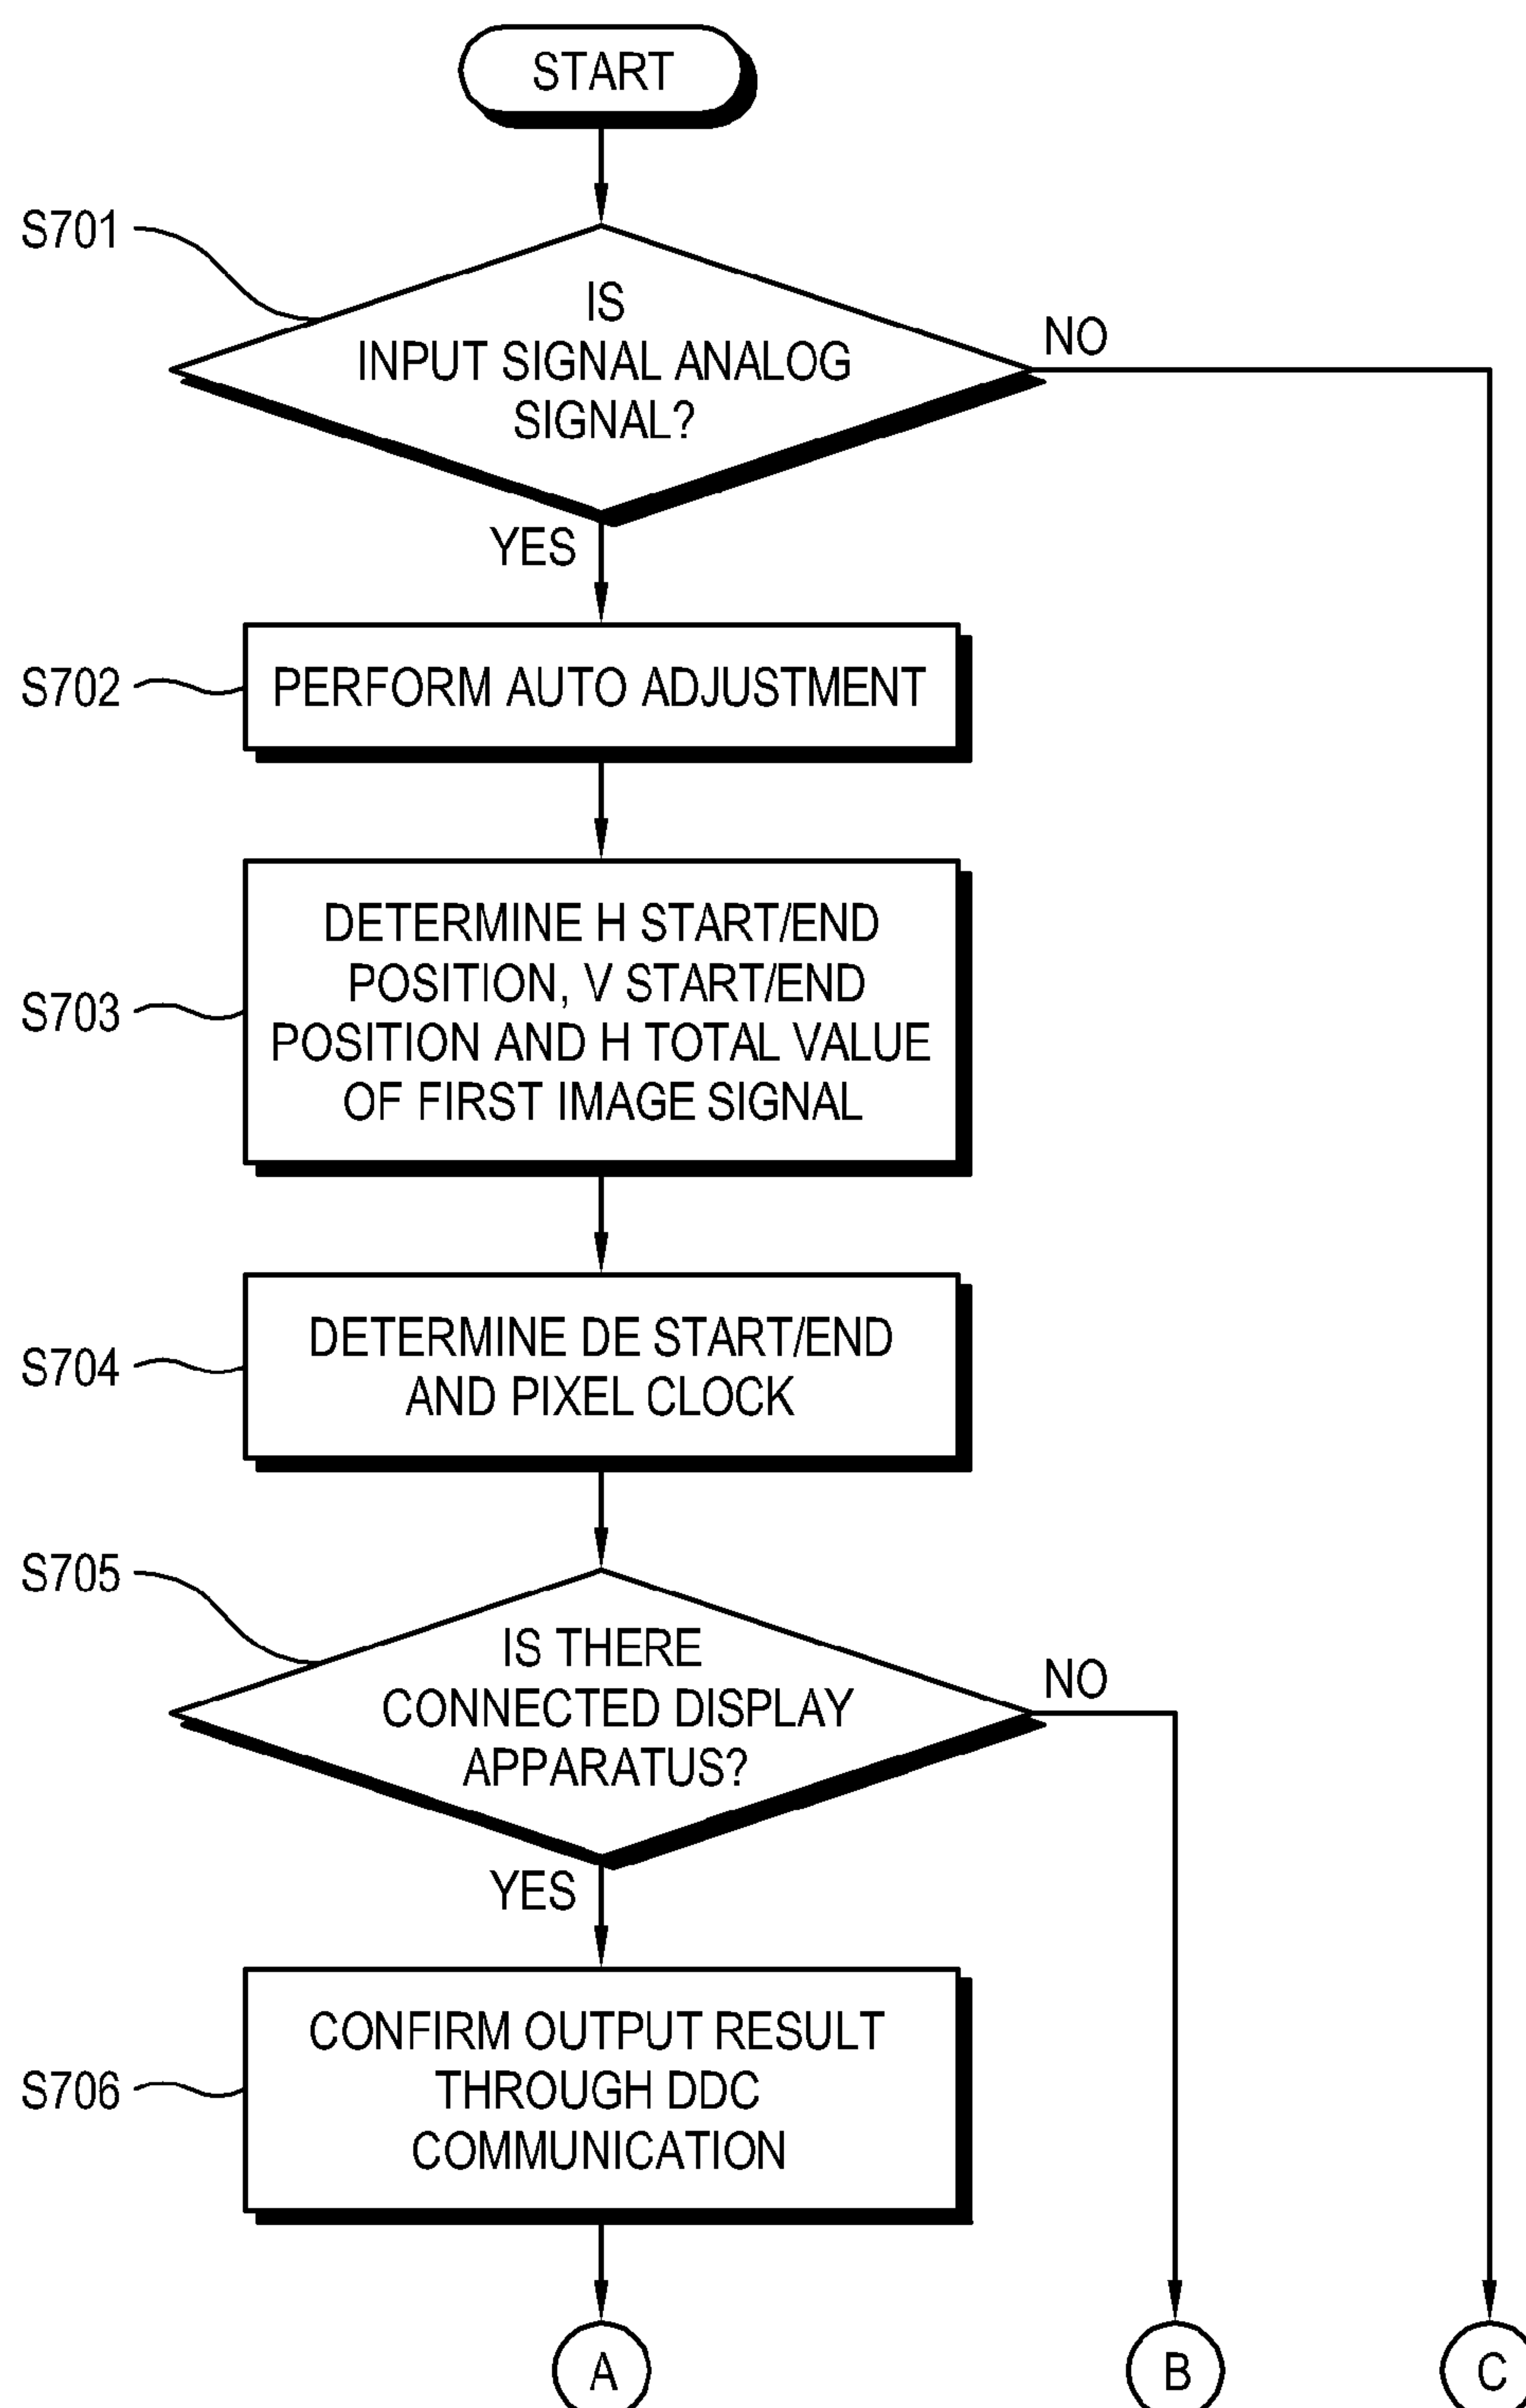 START
S701
IS
INPUT SIGNAL ANALOG
SIGNAL?
NO
YES
S702
PERFORM AUTO ADJUSTMENT
S703
DETERMINE H START/END
POSITION, V START/END
POSITION AND H TOTAL VALUE
OF FIRST IMAGE SIGNAL
S704
DETERMINE DE START/END
AND PIXEL CLOCK
S705
IS THERE
CONNECTED DISPLAY
APPARATUS?
NO
YES
S706
CONFIRM OUTPUT RESULT
THROUGH DDC
COMMUNICATION
A
B
C